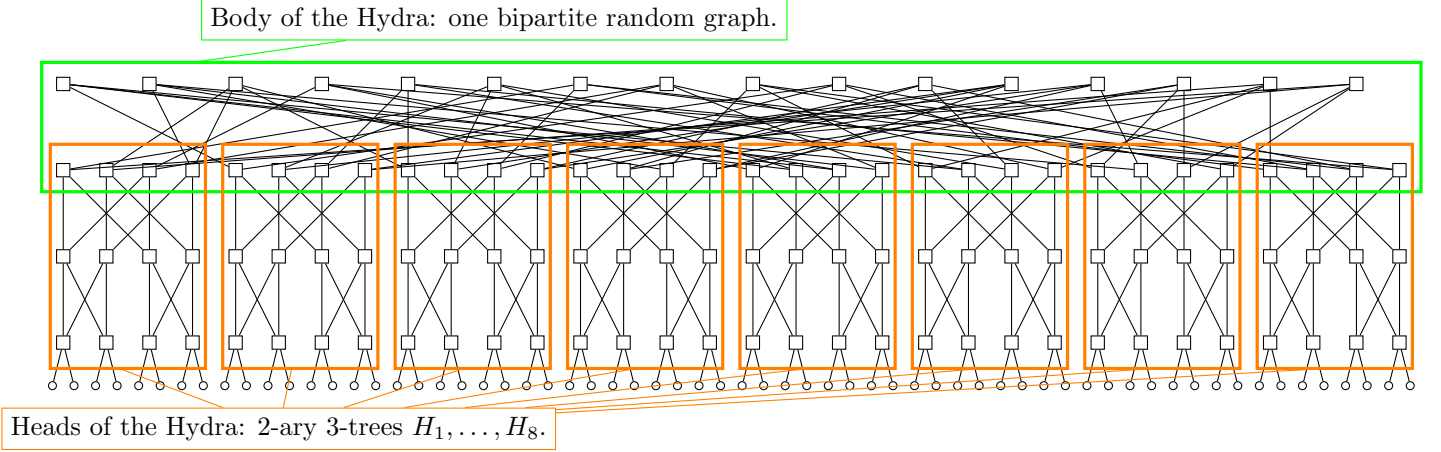 Body of the Hydra: one bipartite random graph.
Heads of the Hydra: 2-ary 3-trees H₁, . . . , H₈.